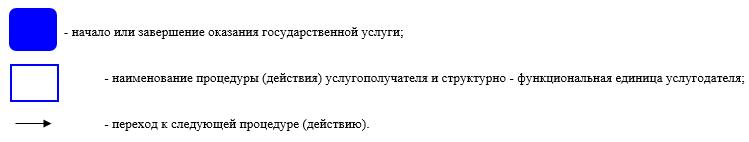 - начало или завершение оказания государственной услуги;
- наименование процедуры (действия) услугополучателя и структурно - функциональная единица услугодателя;
- переход к следующей процедуре (действию).